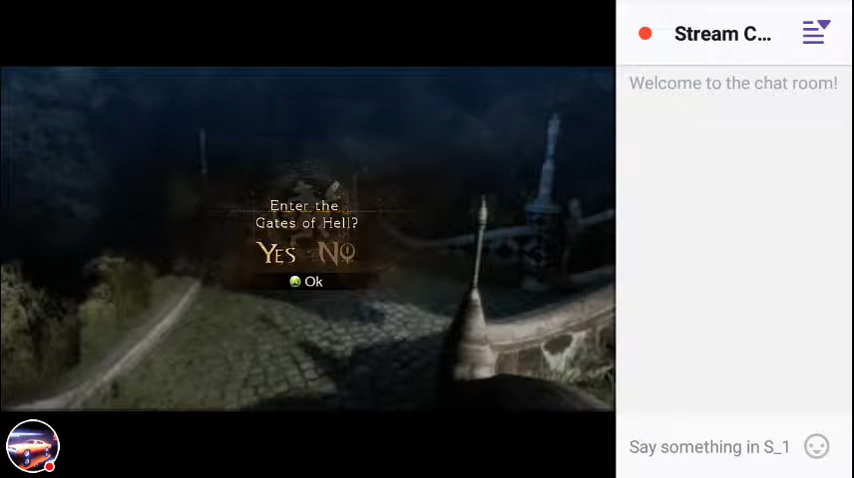 Stream C...
Welcome to the chat room!
Enter the
Gates of Hell?
YES NO
A Ok
Say something in S_1